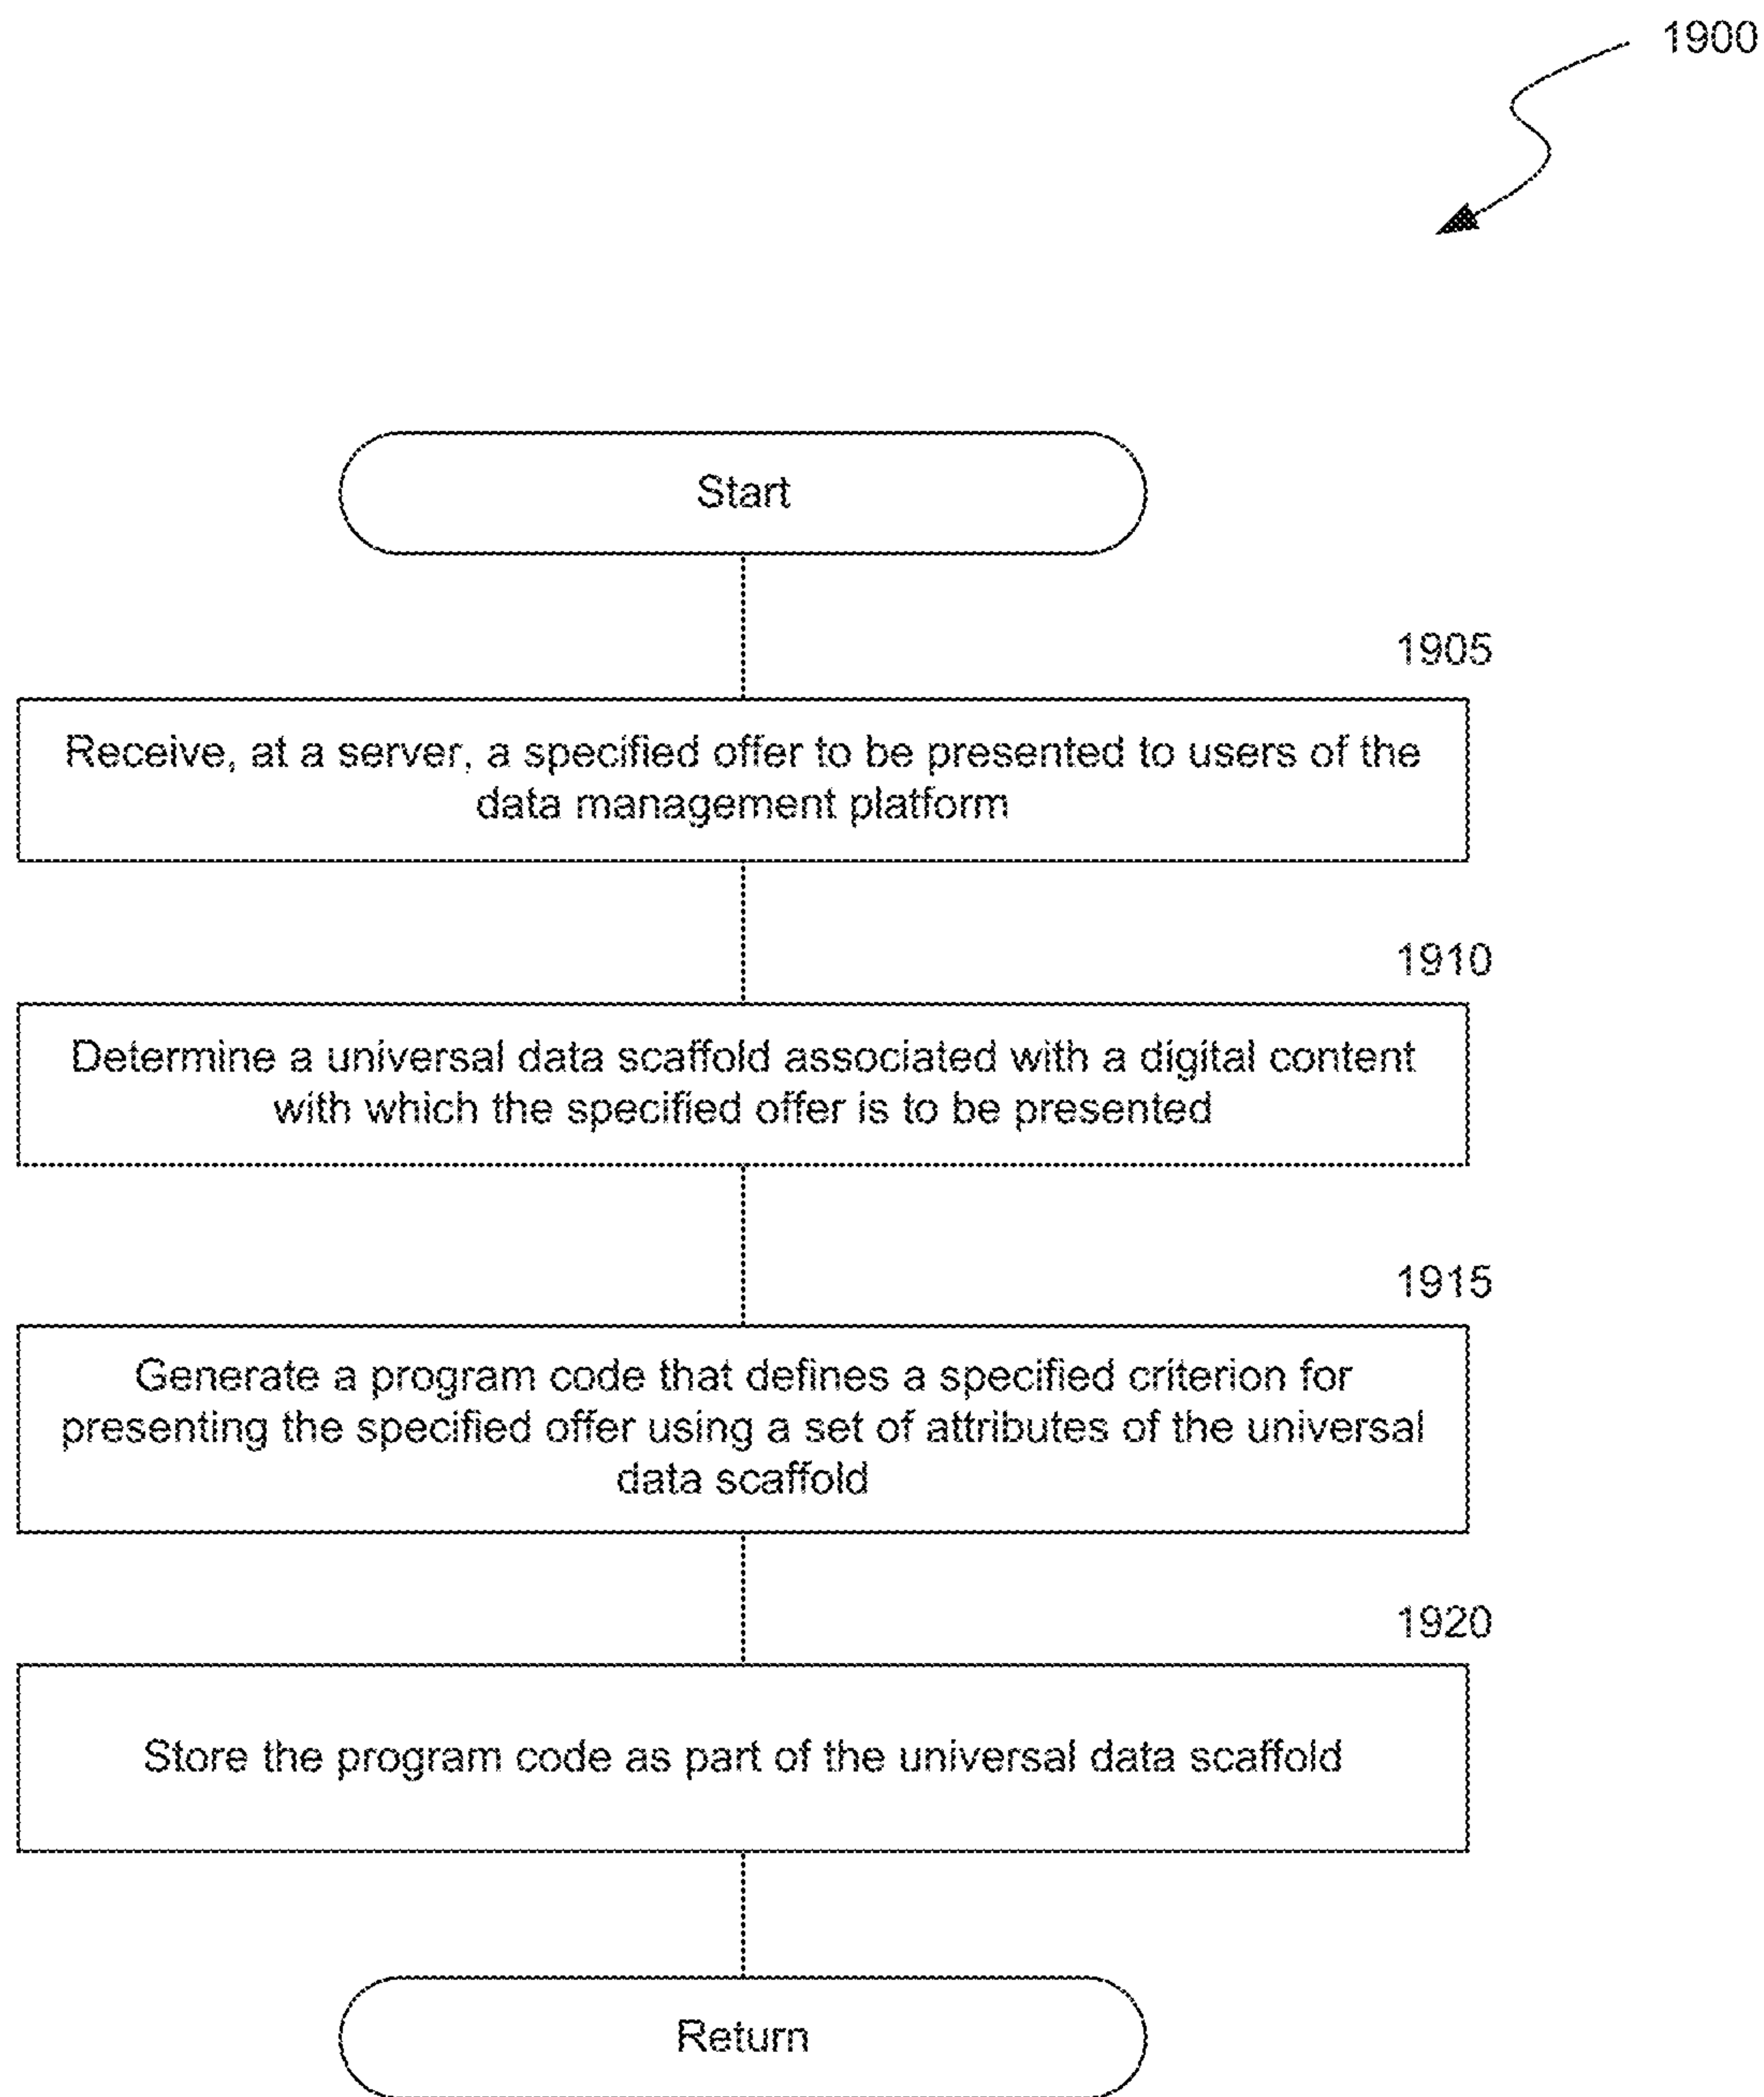 1900
Start
1905
Receive, at a server, a specified offer to be presented to users of the
data management platform
1910
Determine a universal data scaffold associated with a digital content
with which the specified offer is to be presented
1915
Generate a program code that defines a specified criterion for
presenting the specified offer using a set of attributes of the universal
data scaffold
1920
Store the program code as part of the universal data scaffold
Return